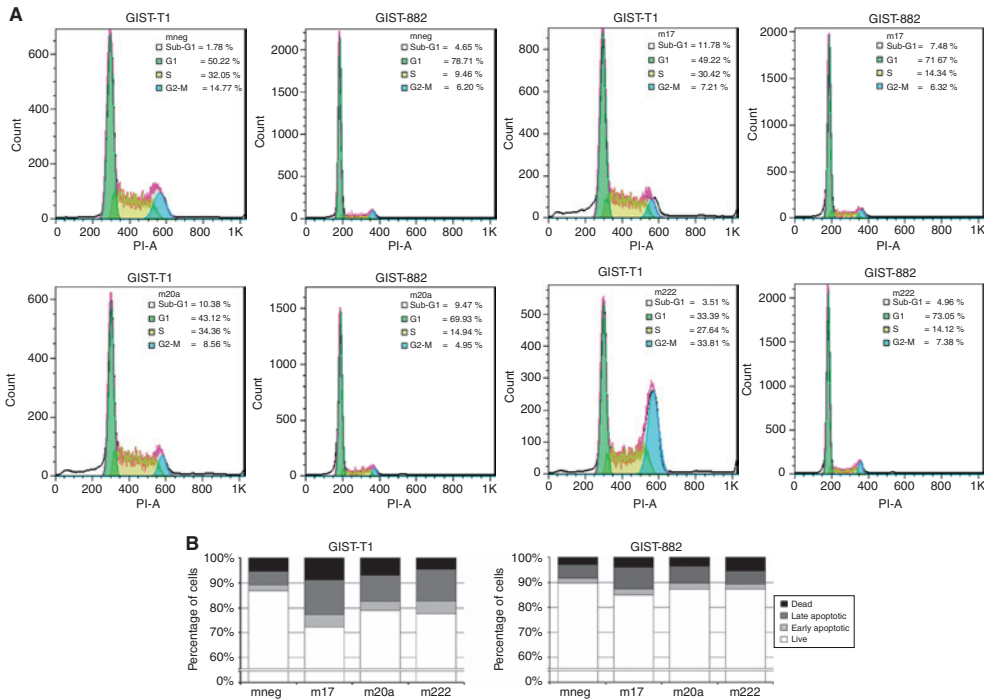 A
GIST-T1
mneg
Sub-G1 = 1.78 %
G1 = 50.22 %
S = 32.05 %
G2-M = 14.77 %
Count
600
400
200
0
0 200 400 600 800 1K
PI-A
GIST-882
mneg
Sub-G1 = 4.65 %
G1 = 78.71 %
S = 9.46 %
G2-M = 6.20 %
Count
2000
1500
1000
500
0
0 200 400 600 800 1K
PI-A
GIST-T1
m17
Sub-G1 = 11.78 %
G1 = 49.22 %
S = 30.42 %
G2-M = 7.21 %
Count
800
600
400
200
0
0 200 400 600 800 1K
PI-A
GIST-882
m17
Sub-G1 = 7.48 %
G1 = 71 67 %
S = 14.34 %
G2-M = 6.32 %
Count
2000
1500
1000
500
0
0 200 400 600 800 1K
PI-A
GIST-T1
m20a
Sub-G1 = 10.38 %
G1 = 43.12 %
S = 34.36 %
G2-M = 8.56 %
Count
600
400
200
0
0 200 400 600 800 1K
PI-A
GIST-882
m20a
Sub-G1 = 9.47 %
G1 = 69.93 %
S = 14.94 %
G2-M = 4.95 %
Count
1500
1000
500
0
0 200 400 600 800 1K
PI-A
GIST-T1
m222
Sub-G1 = 3.51 %
G1 = 33.39 %
S = 27.64 %
G2-M = 33.81 %
Count
500
400
300
200
100
0
0 200 400 600 800 1K
PI-A
GIST-882
m222
Sub-G1 = 4.96 %
G1 = 73.05 %
S = 14.12 %
G2-M = 7.38 %
Count
2000
1500
1000
500
0
0 200 400 600 800 1K
PI-A
B
GIST-T1
Percentage of cells
100%
90%
80%
70%
60%
0%
mneg m17 m20a m222
GIST-882
Percentage of cells
100%
90%
80%
70%
60%
0%
mneg m17 m20a m222
Dead
Late apoptotic
Early apoptotic
Live